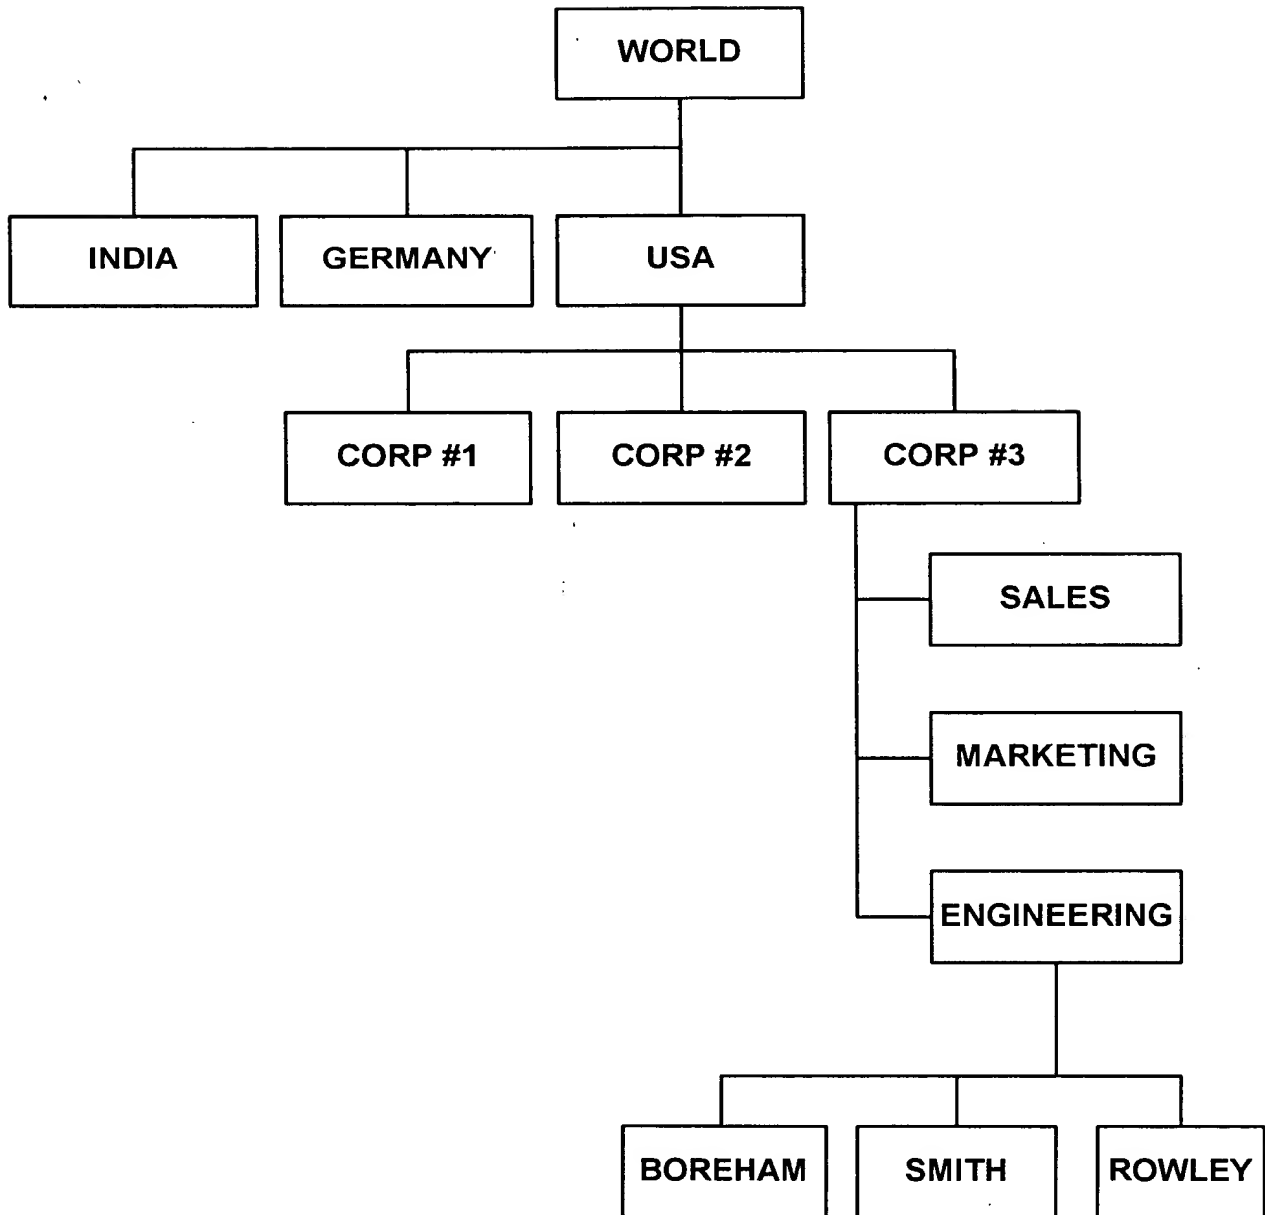 WORLD
INDIA
GERMANY
USA
CORP #1
CORP #2
CORP #3
SALES
MARKETING
ENGINEERING
BOREHAM
SMITH
ROWLEY